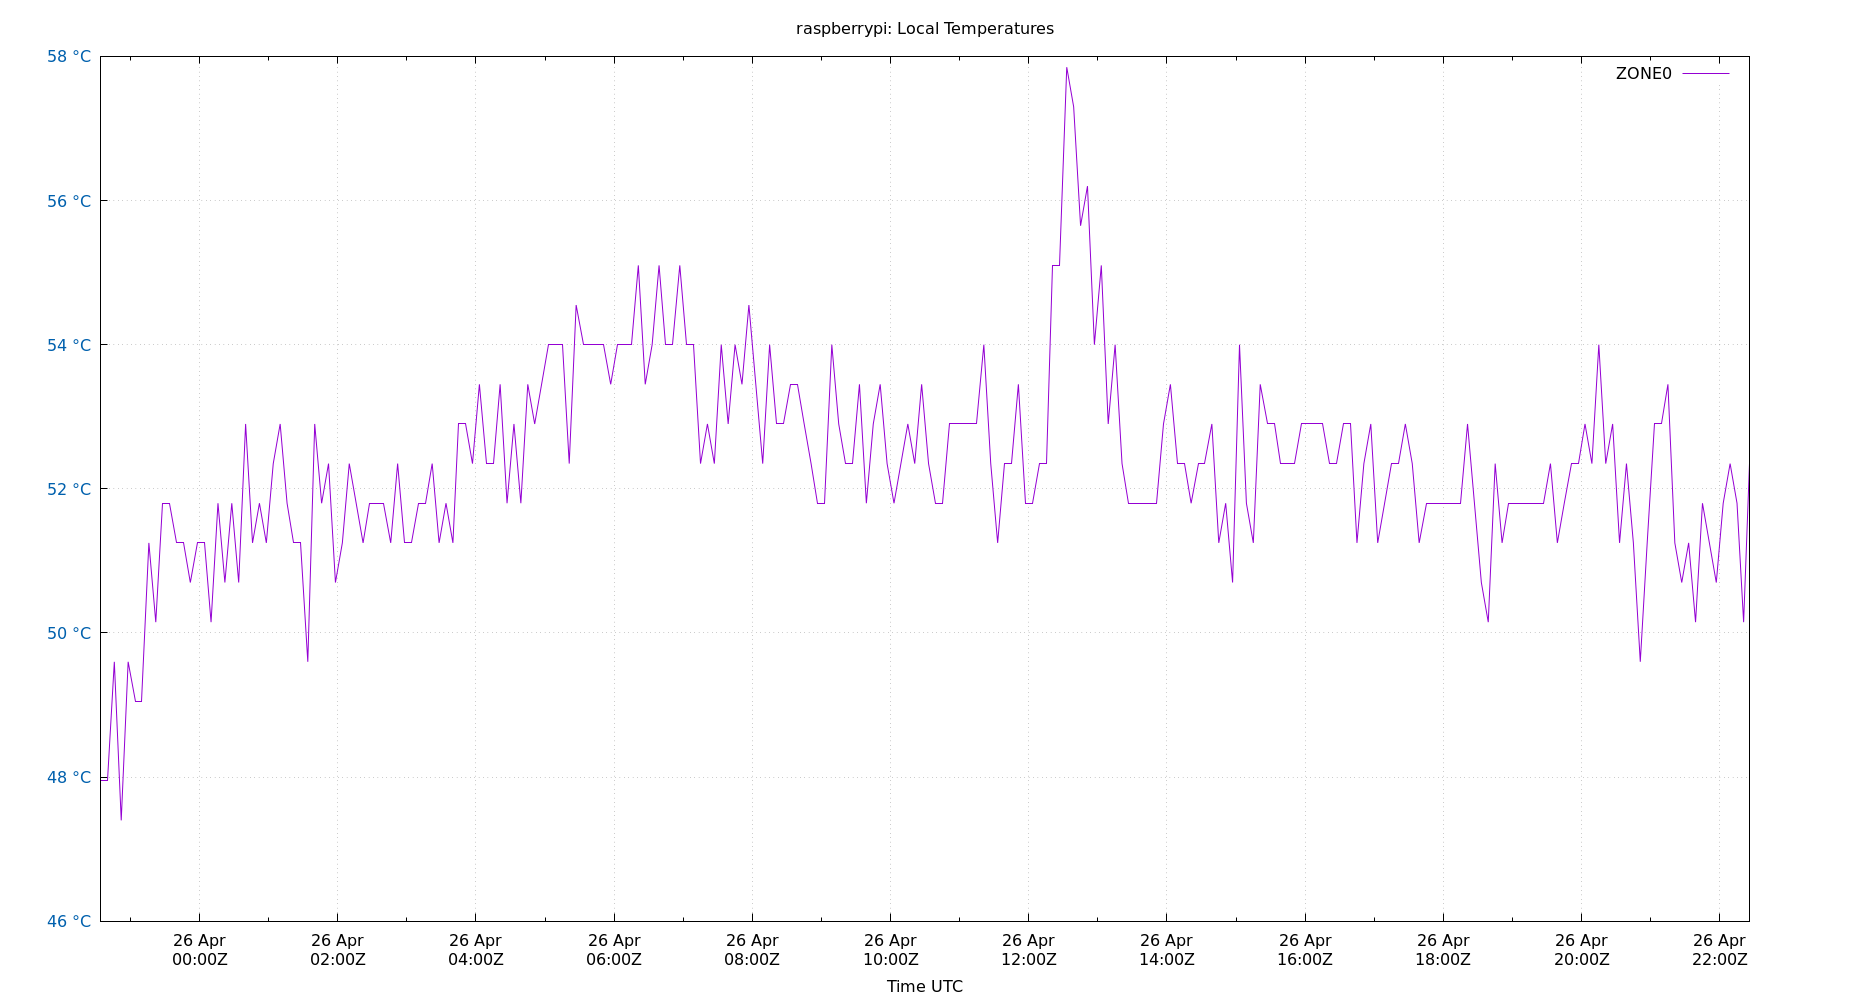 raspberrypi: Local Temperatures
58 °C
ZONE0
56 °C
54 °C
52 °C
50 °C
48 °C
46 °C
26 Apr 26 Apr 26 Apr 26 Apr 26 Apr 26 Apr 26 Apr 26 Apr 26 Apr 26 Apr 26 Apr 26 Apr
00:00Z 02:00Z 04:00Z 06:00Z 08:00Z 10:00Z 12:00Z 14:00Z 16:00Z 18:00Z 20:00Z 22:00Z
Time UTC